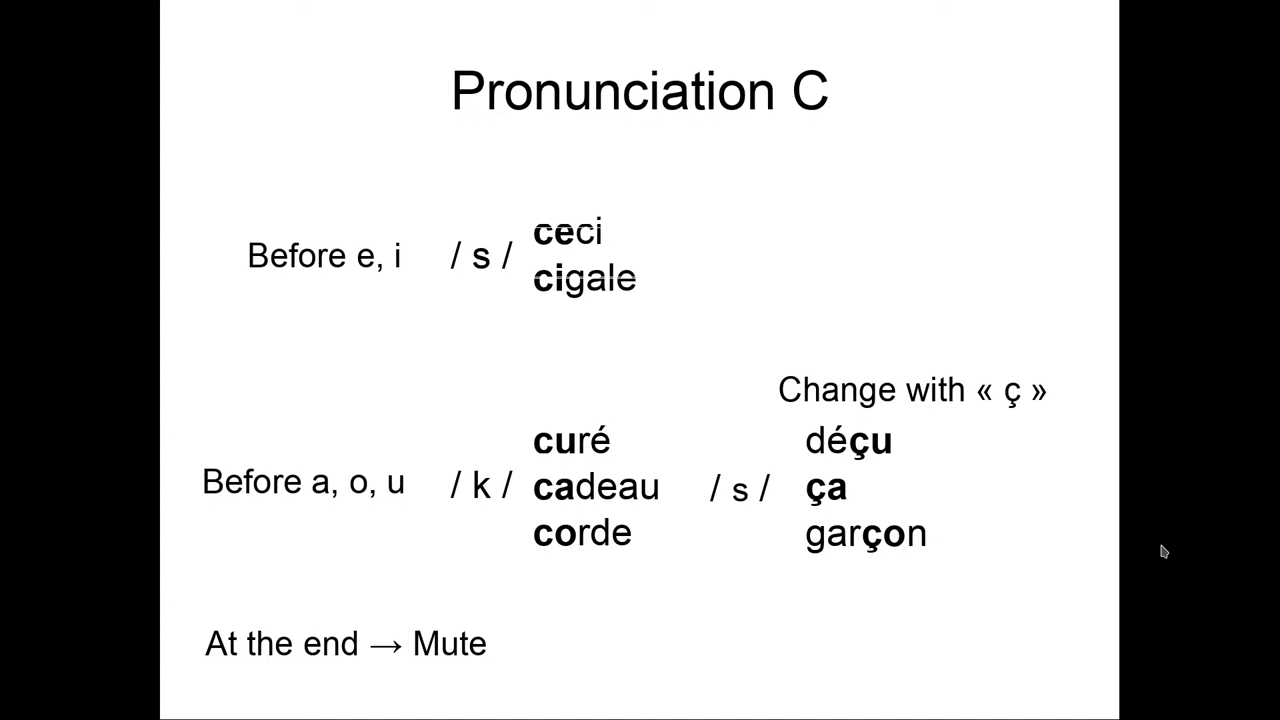 Pronunciation C
Before e, i / s / ceci
cigale
Change with « ç »
Before a, o, u / k / curé
cadeau
corde
/ s / déçu
ça
garçon
At the end → Mute